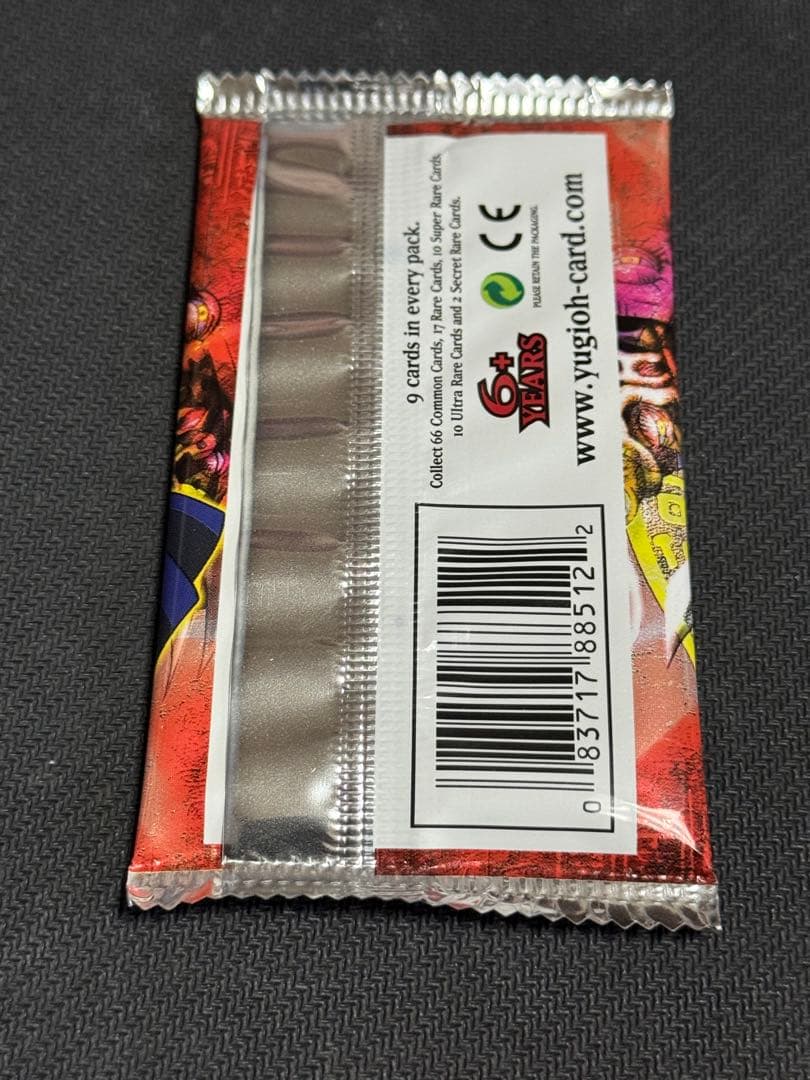 9 cards in every pack.
Collect 66 Common Cards, 17 Rare Cards, 10 Super Rare Cards,
10 Ultra Rare Cards and 2 Secret Rare Cards.
6+
YEARS
CE
PLEASE RETAIN THE PACKAGING.
www.yugioh-card.com
0 83717 88512 2